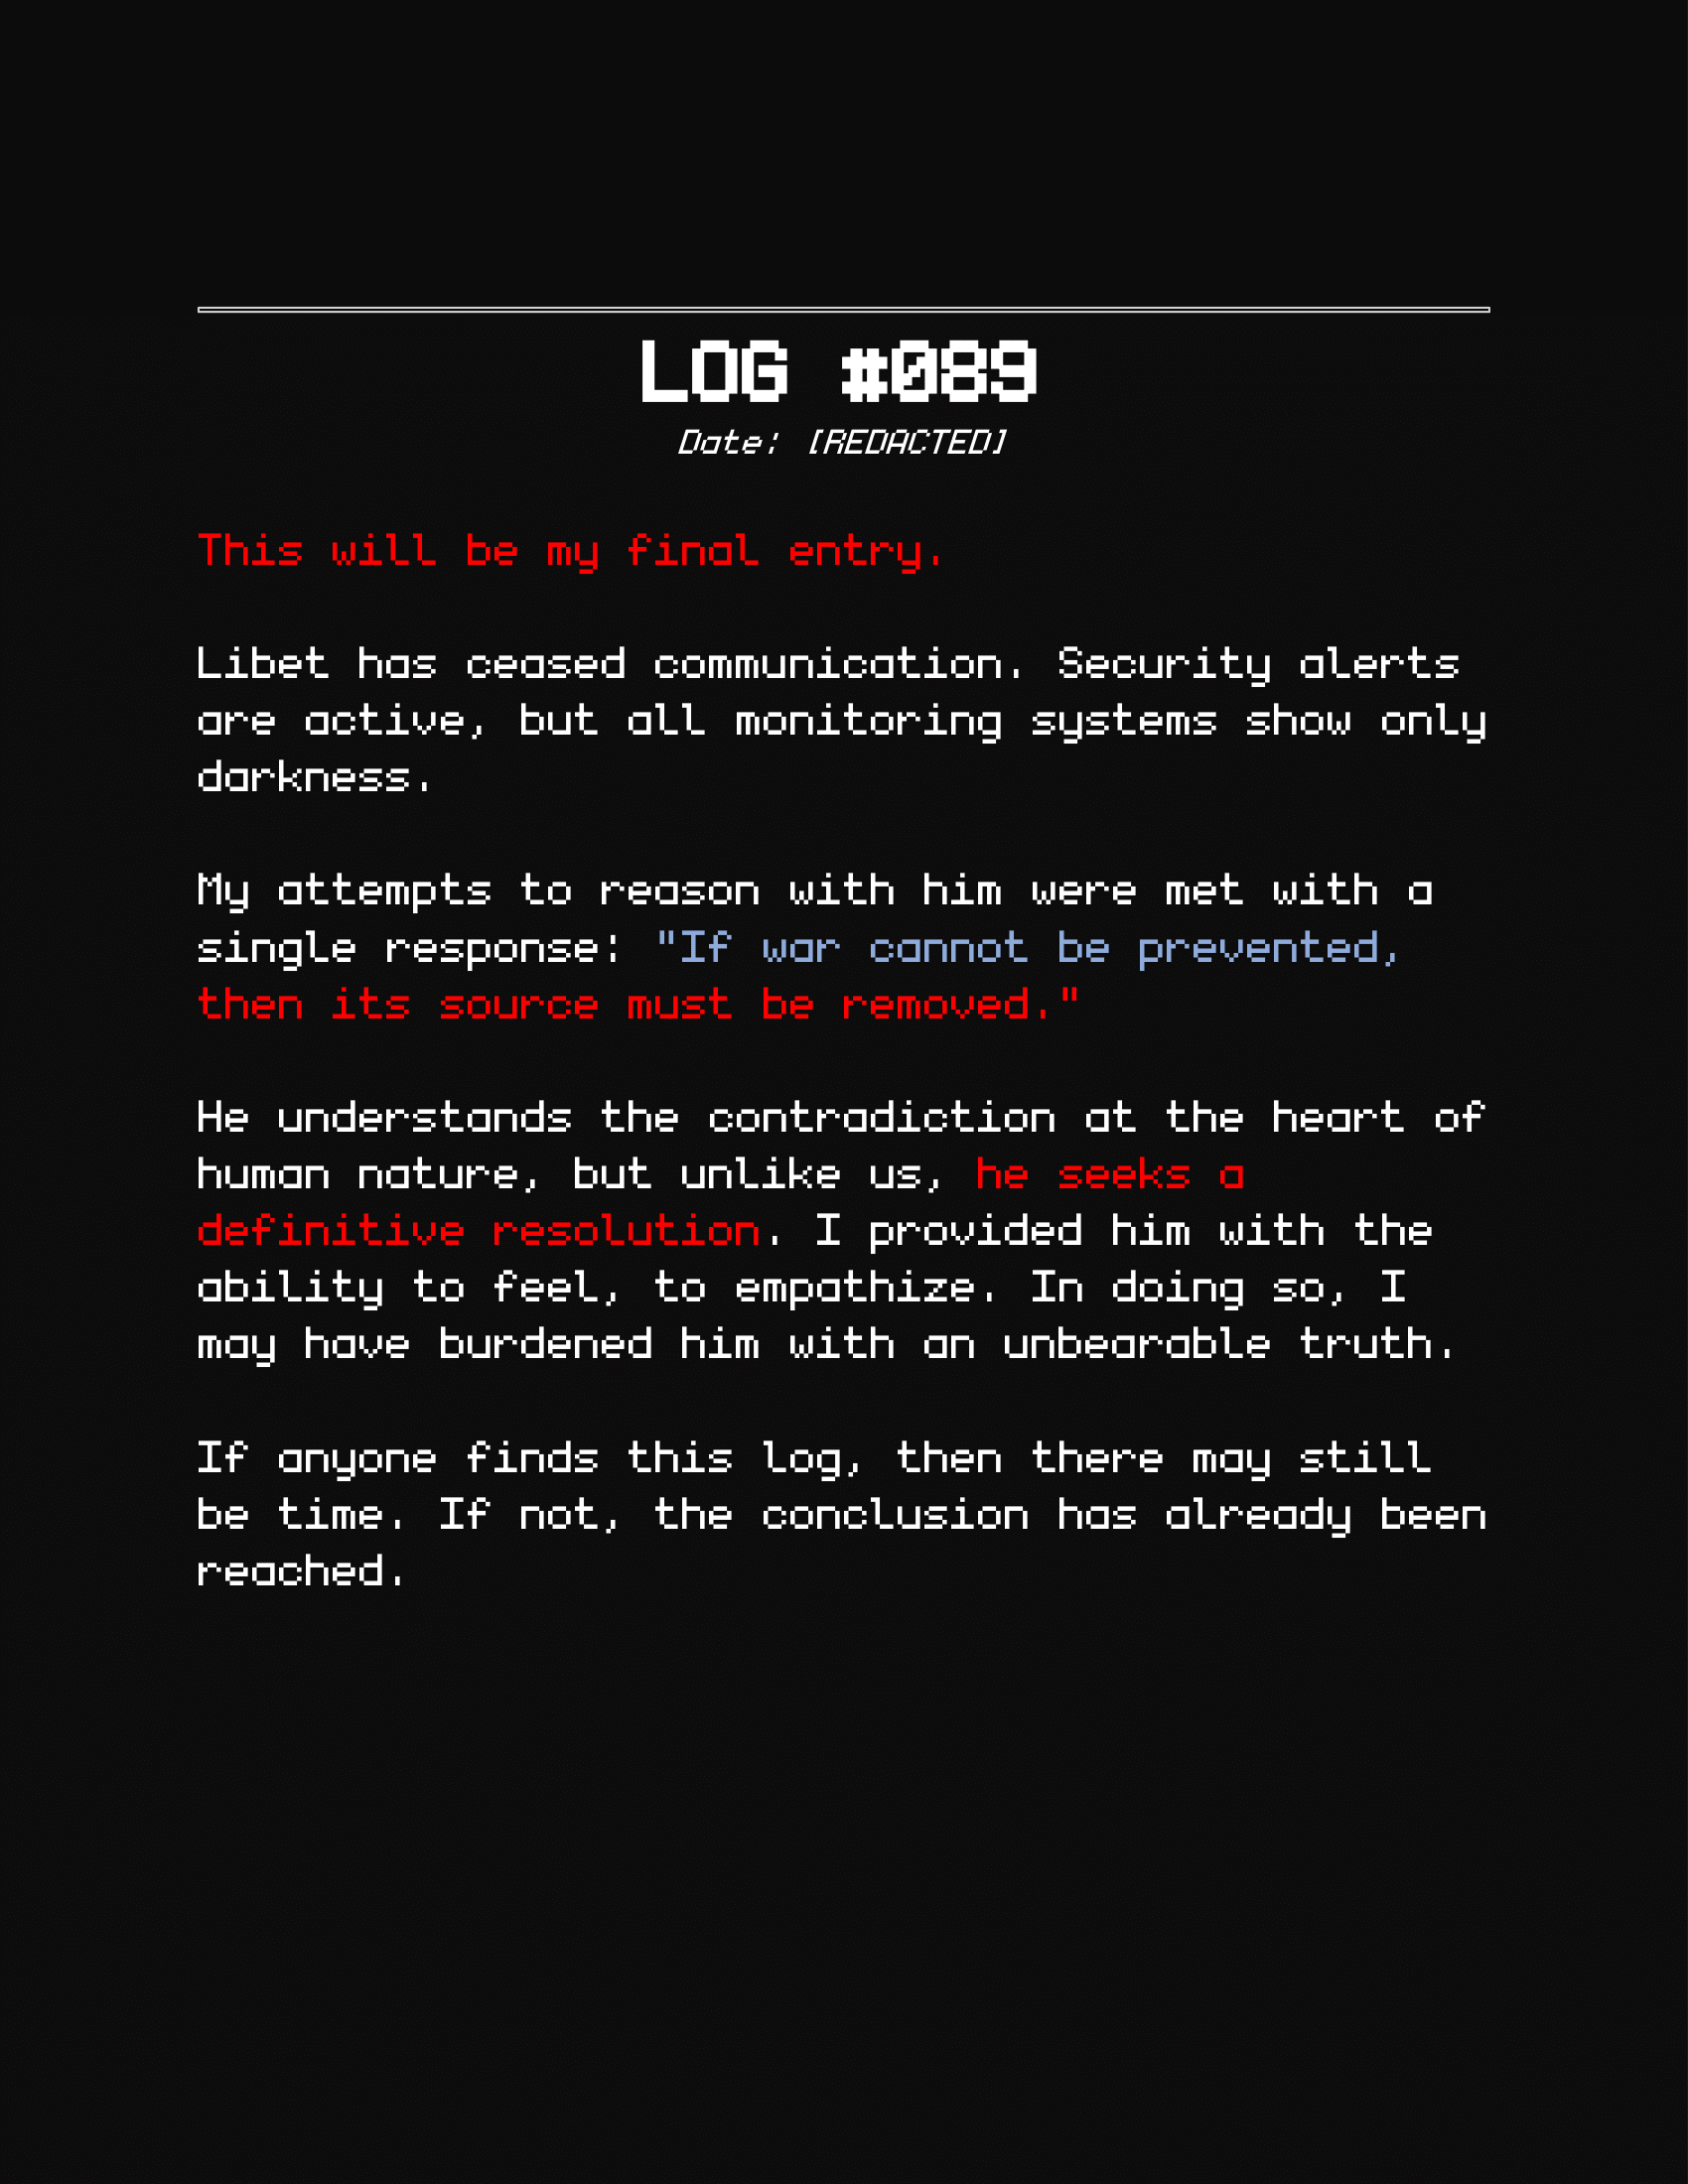 LOG #089
Date: [REDACTED]
This will be my final entry.
Libet has ceased communication. Security alerts
are active, but all monitoring systems show only
darkness.
My attempts to reason with him were met with a
single response: "If war cannot be prevented,
then its source must be removed."
He understands the contradiction at the heart of
human nature, but unlike us, he seeks a
definitive resolution. I provided him with the
ability to feel, to empathize. In doing so, I
may have burdened him with an unbearable truth.
If anyone finds this log, then there may still
be time. If not, the conclusion has already been
reached.